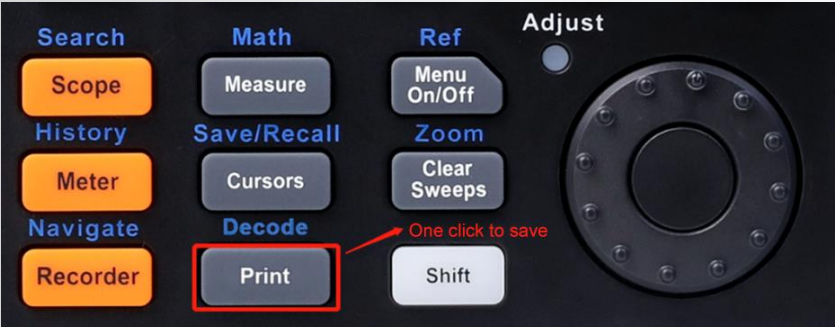 Search
Math
Ref
Adjust
Scope
Measure
Menu
On/Off
History
Save/Recall
Zoom
Meter
Cursors
Clear
Sweeps
Navigate
Decode
One click to save
Recorder
Print
Shift